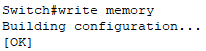 Switch#write memory
Building configuration...
[OK]